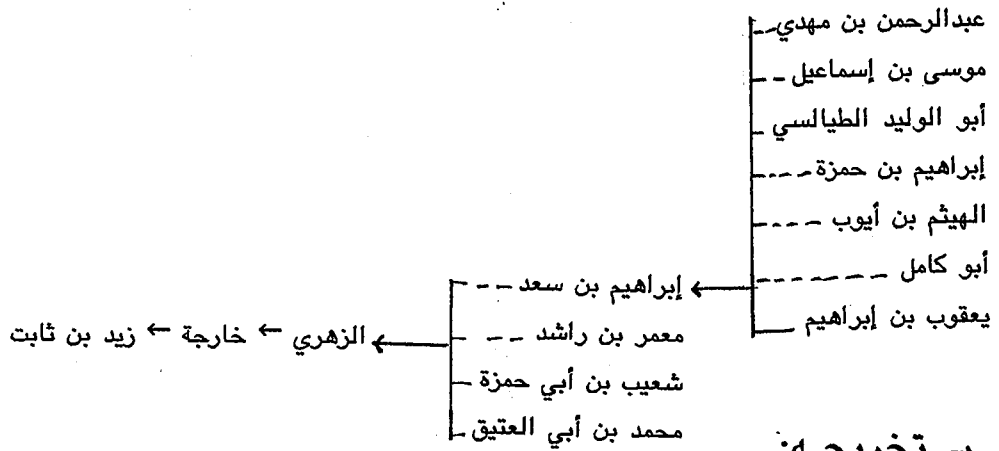 عبدالرحمن بن مهدي
موسى بن إسماعيل
أبو الوليد الطيالسي
إبراهيم بن حمزة
الهيثم بن أيوب
أبو كامل
إبراهيم بن سعد
يعقوب بن إبراهيم
معمر بن راشد
الزهري ← خارجة ← زيد بن ثابت
شعيب بن أبي حمزة
محمد بن أبي العتيق